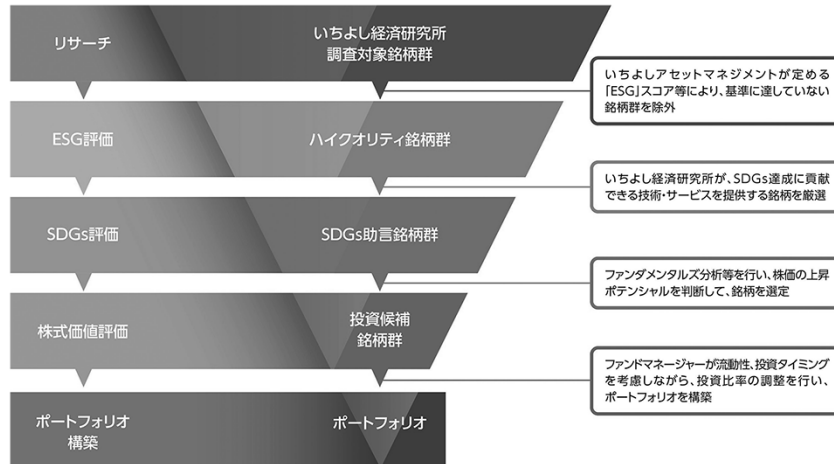 リサーチ
いちよし経済研究所
調査対象銘柄群
いちよしアセットマネジメントが定める
「ESG」スコア等により、基準に達していない
銘柄群を除外
ESG評価
ハイクオリティ銘柄群
いちよし経済研究所が、SDGs達成に貢献
できる技術・サービスを提供する銘柄を厳選
SDGs評価
SDGs助言銘柄群
ファンダメンタルズ分析等を行い、株価の上昇
ポテンシャルを判断して、銘柄を選定
株式価値評価
投資候補
銘柄群
ファンドマネージャーが流動性、投資タイミング
を考慮しながら、投資比率の調整を行い、
ポートフォリオを構築
ポートフォリオ
構築
ポートフォリオ